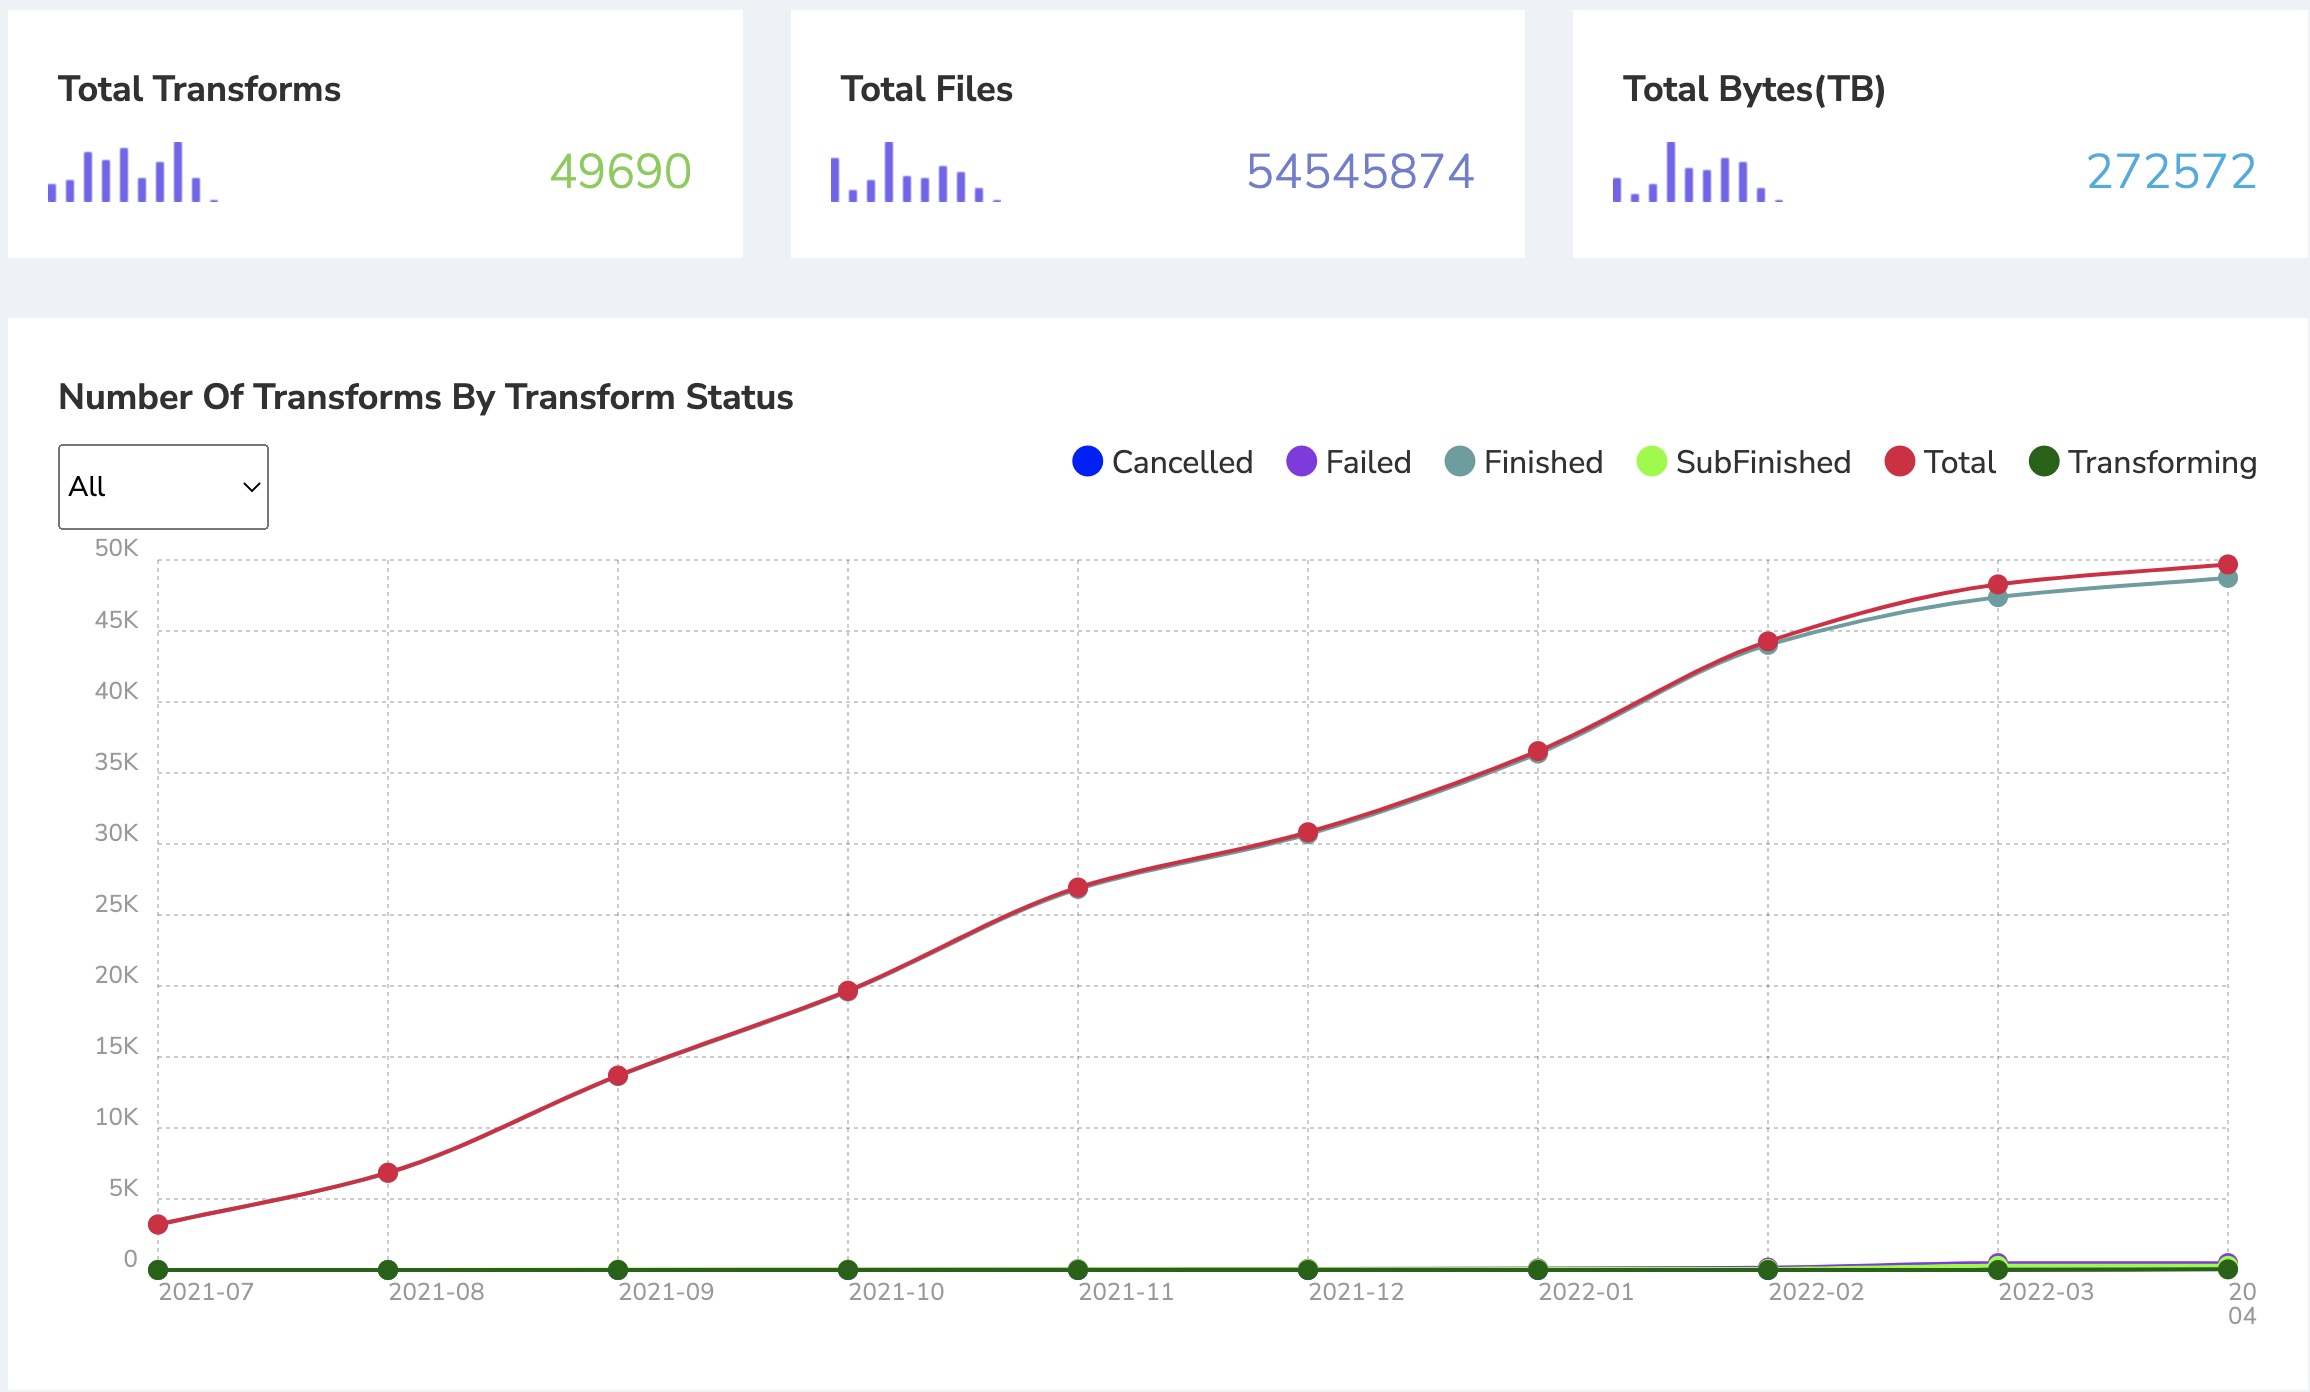 Total Transforms
49690
Total Files
54545874
Total Bytes(TB)
272572
Number Of Transforms By Transform Status
All
Cancelled Failed Finished SubFinished Total Transforming
50K
45K
40K
35K
30K
25K
20K
15K
10K
5K
0
2021-07 2021-08 2021-09 2021-10 2021-11 2021-12 2022-01 2022-02 2022-03 20
04